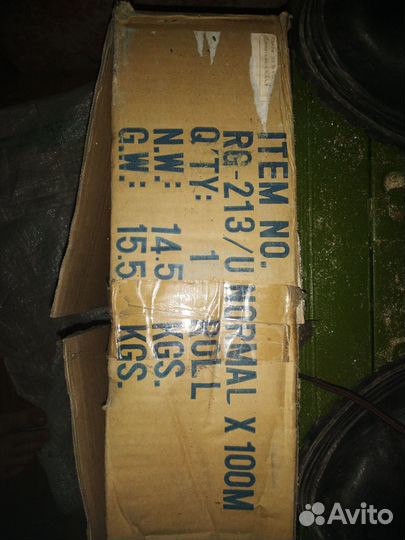 ITEM NO.
RG-213/U NORMAL X 100M
Q'TY: 1 ROLL
N.W.: 14.5 KGS.
G.W.: 15.5 KGS.
Avito